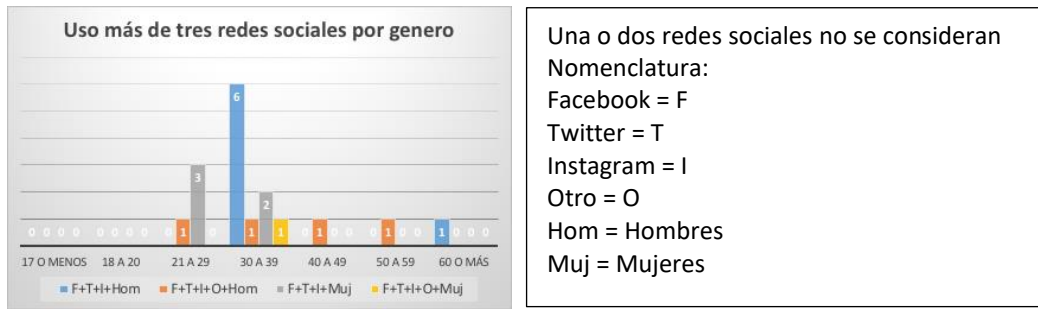 Uso más de tres redes sociales por genero
6
3
2
0 0 0 0 0 0 0 0 0 1 0 1 1 0 1 0 0 0 1 0 0 1 0 0 0
17 O MENOS 18 A 20 21 A 29 30 A 39 40 A 49 50 A 59 60 O MÁS
F+T+I+Hom F+T+I+O+Hom F+T+I+Muj F+T+I+O+Muj
Una o dos redes sociales no se consideran
Nomenclatura:
Facebook = F
Twitter = T
Instagram = I
Otro = O
Hom = Hombres
Muj = Mujeres